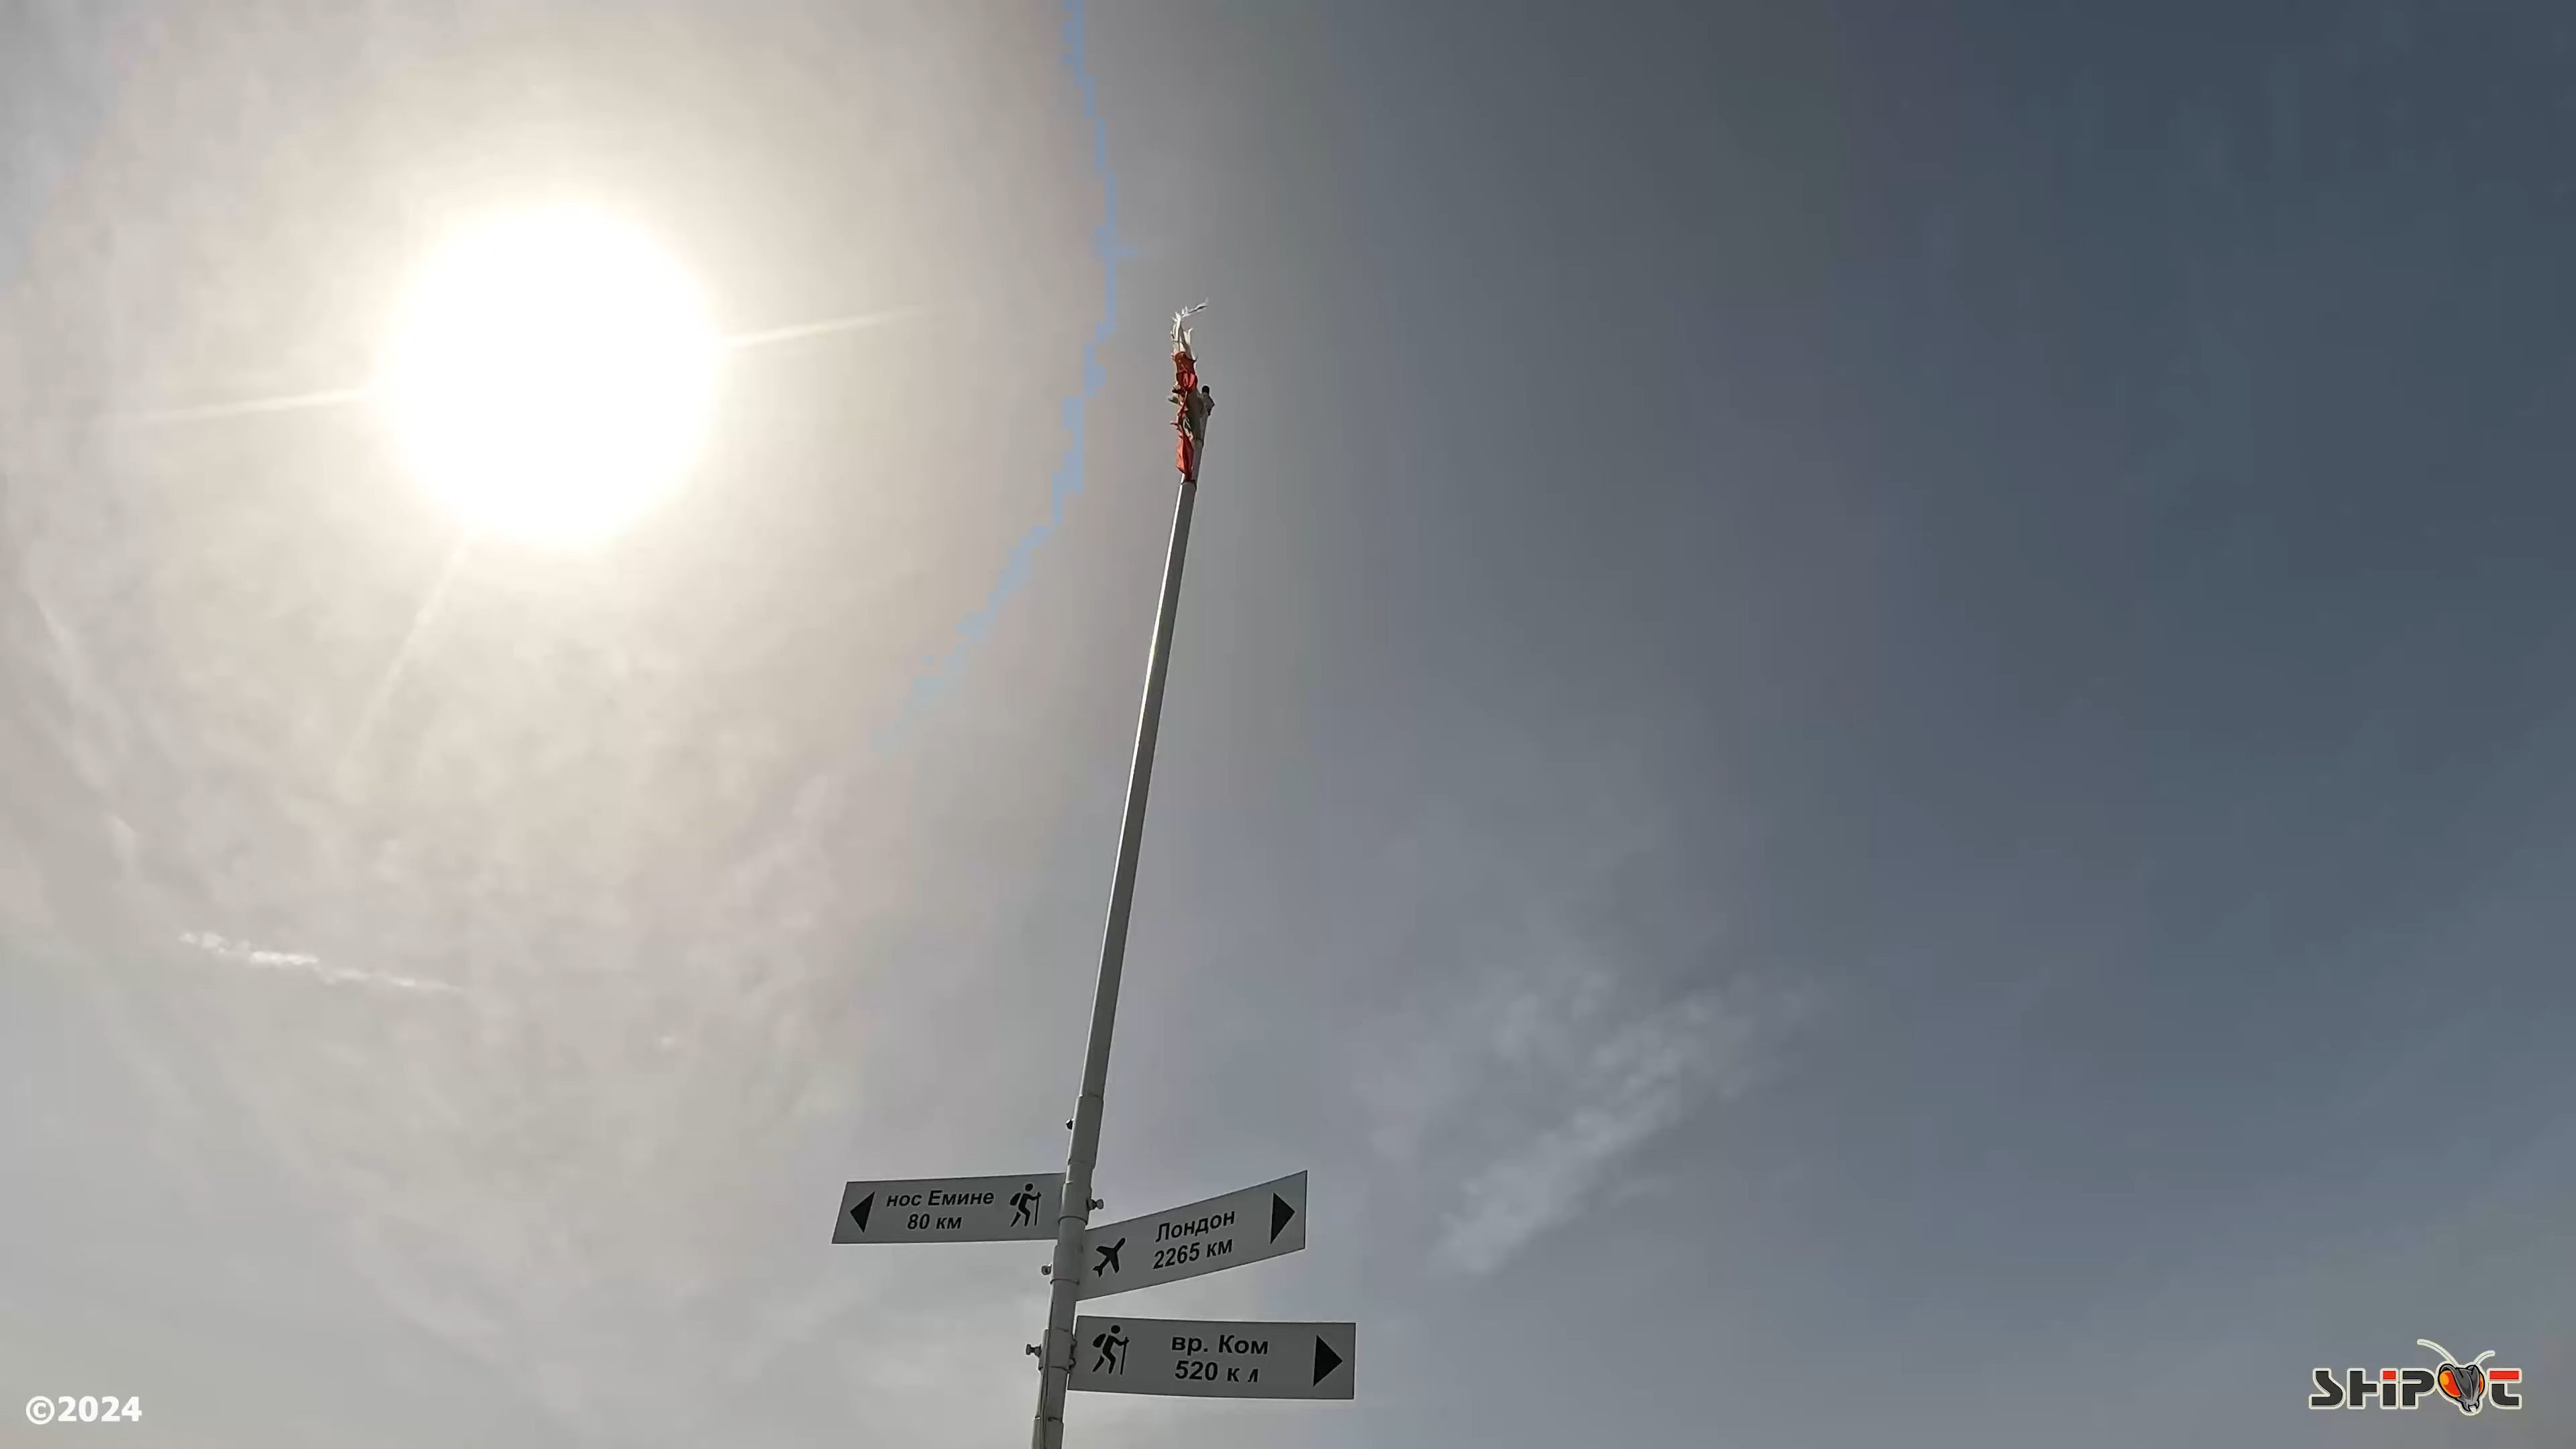 нос Емине
80 км
Лондон
2265 км
вр. Ком
520 к л
©2024
SHiPOT